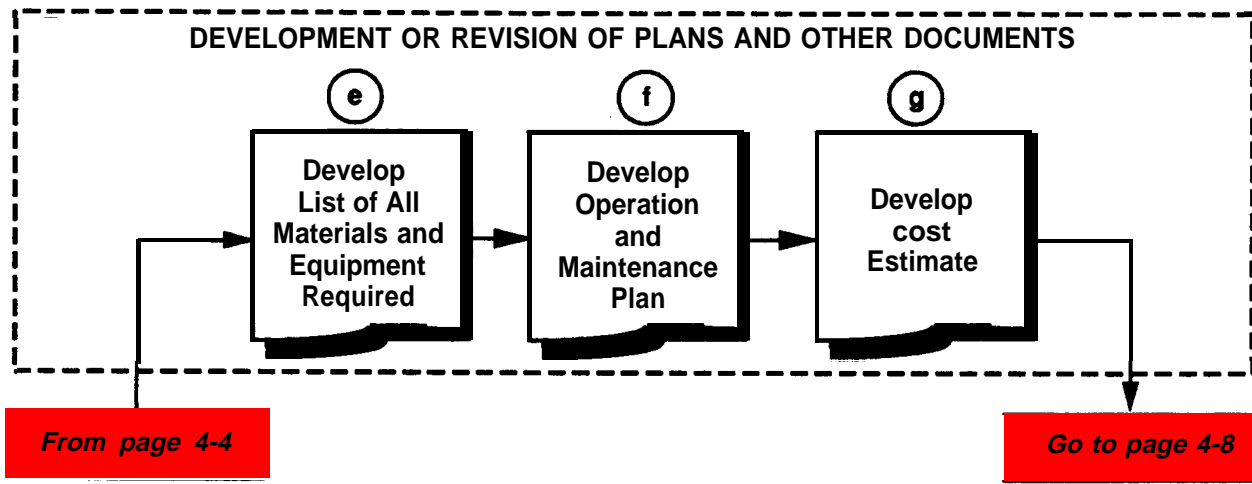 DEVELOPMENT OR REVISION OF PLANS AND OTHER DOCUMENTS
e
Develop
List of All
Materials and
Equipment
Required
f
Develop
Operation
and
Maintenance
Plan
g
Develop
cost
Estimate
From page 4-4
Go to page 4-8